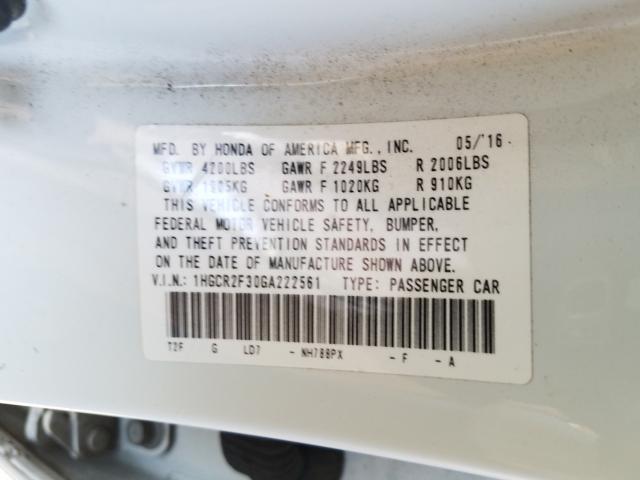 MFD. BY HONDA OF AMERICA MFG., INC. 05/'16
GVWR 4200LBS GAWR F 2249LBS R 2006LBS
GVWR 1905KG GAWR F 1020KG R 910KG
THIS VEHICLE CONFORMS TO ALL APPLICABLE
FEDERAL MOTOR VEHICLE SAFETY, BUMPER,
AND THEFT PREVENTION STANDARDS IN EFFECT
ON THE DATE OF MANUFACTURE SHOWN ABOVE.
V.I.N.: 1HGCR2F30GA222561 TYPE: PASSENGER CAR
T2F G LD7 - NH788PX - F - A